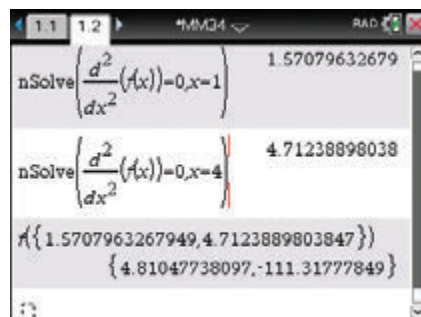 1.1 1.2 *MM34 RAD
nSolve(d²/dx²(f(x))=0,x=1) 1.57079632679
nSolve(d²/dx²(f(x))=0,x=4) 4.71238898038
f({1.5707963267949,4.7123889803847})
{4.81047738097,-111.31777849}